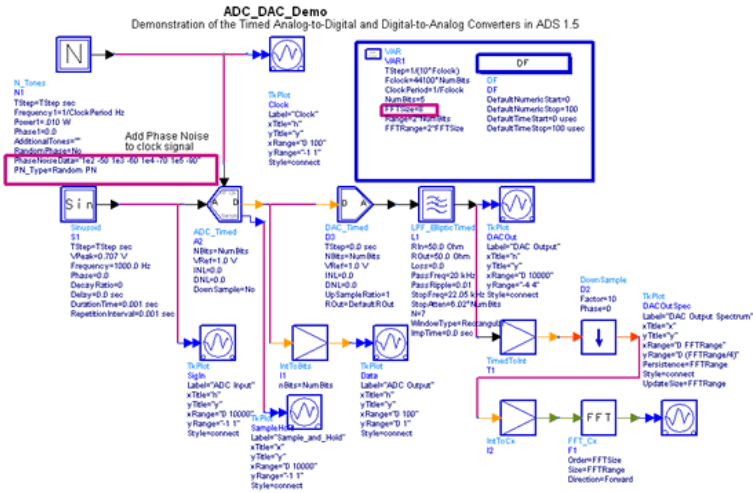 ADC_DAC_Demo
Demonstration of the Timed Analog-to-Digital and Digital-to-Analog Converters in ADS 1.5
N
N_Tones
N1
TStep=TStep sec
Frequency1=1/ClockPeriod Hz
Power1=.010 W
Phase1=0.0
AdditionalTones=""
RandomPhase=No
PhaseNoiseData="1e2 -50 1e3 -60 1e4 -70 1e5 -90"
PN_Type=Random PN
Add Phase Noise
to clock signal
TkPlot
Clock
Label="Clock"
xTitle="h"
yTitle="y"
xRange="0 100"
yRange="-1 1"
Style=connect
VAR
VAR1
TStep=1/(10*Fclock)
Fclock=44100*NumBits
ClockPeriod=1/Fclock
NumBits=5
FFTSize=8
Range=2^NumBits
FFTRange=2^FFTSize
DF
DF
DF
DefaultNumericStart=0
DefaultNumericStop=100
DefaultTimeStart=0 usec
DefaultTimeStop=100 usec
Sin
Sinusoid
S1
TStep=TStep sec
VPeak=0.707 V
Frequency=1000.0 Hz
Phase=0.0
DecayRatio=0
Delay=0.0 sec
DurationTime=0.001 sec
RepetitionInterval=0.001 sec
A
ADC_Timed
A2
NBits=NumBits
VRef=1.0 V
INL=0.0
DNL=0.0
DownSample=No
D A
DAC_Timed
D3
TStep=0.0 sec
NBits=NumBits
VRef=1.0 V
INL=0.0
DNL=0.0
UpSampleRatio=1
ROut=DefaultROut
LPF_EllipticTimed
L1
RIn=50.0 Ohm
ROut=50.0 Ohm
Loss=0.0
PassFreq=20 kHz
PassRipple=0.01
StopFreq=22.05 kHz
StopAtten=6.02*NumBits
N=7
WindowType=Rectangular
ImpTime=0.0 sec
TkPlot
DACOut
Label="DAC Output"
xTitle="h"
yTitle="y"
xRange="0 10000"
yRange="-4 4"
Style=connect
DownSample
D2
Factor=10
Phase=0
TkPlot
DACOutSpec
Label="DAC Output Spectrum"
xTitle="x"
yTitle="y"
xRange="0 FFTRange"
yRange="0 (FFTRange/4)"
Persistence=FFTRange
Style=connect
UpdateSize=FFTRange
TimedToInt
T1
TkPlot
SigIn
Label="ADC Input"
xTitle="h"
yTitle="y"
xRange="0 10000"
yRange="-1 1"
Style=connect
IntToBits
I1
nBits=NumBits
TkPlot
Data
Label="ADC Output"
xTitle="h"
yTitle="y"
xRange="0 100"
yRange="0 1"
Style=connect
TkPlot
SampleHold
Label="Sample_and_Hold"
xTitle="x"
yTitle="y"
xRange="0 10000"
yRange="-1 1"
Style=connect
IntToCx
I2
FFT
FFT_Cx
F1
Order=FFTSize
Size=FFTRange
Direction=Forward